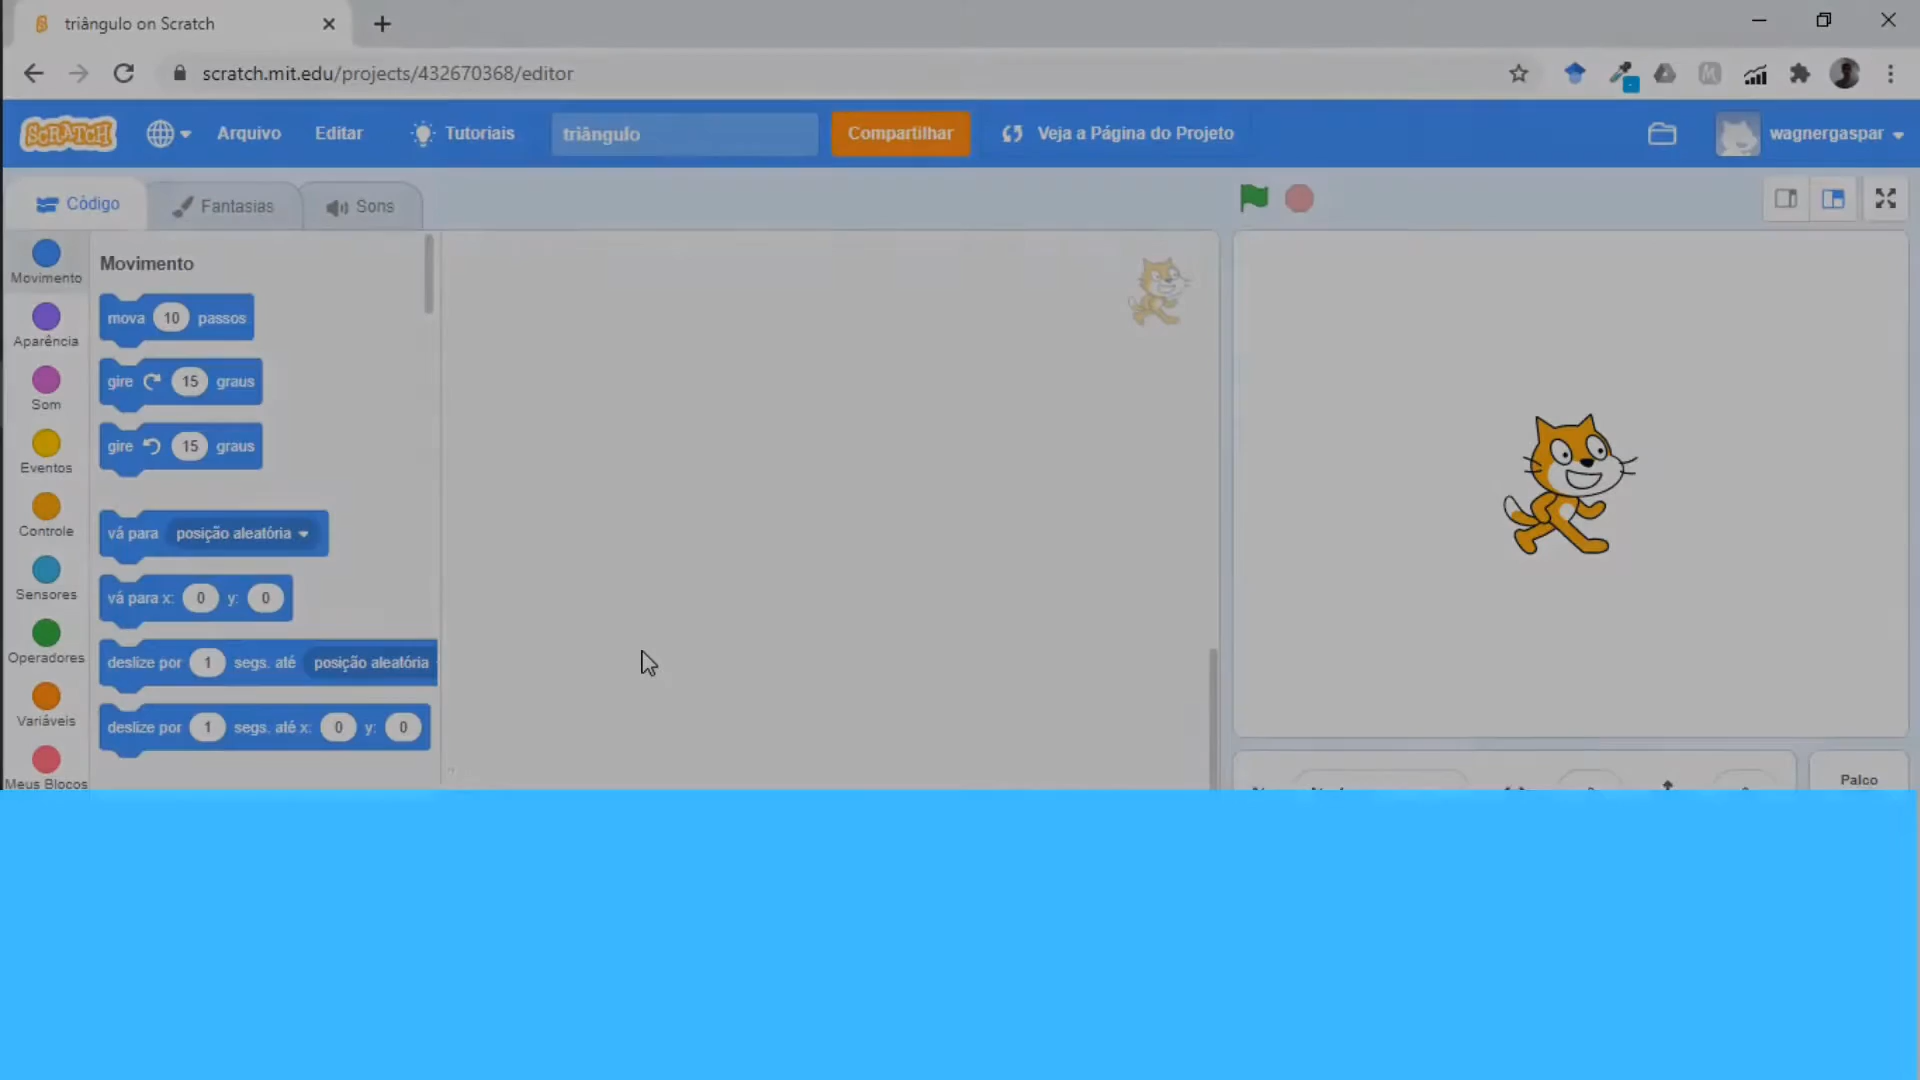 triângulo on Scratch
scratch.mit.edu/projects/432670368/editor
SCRATCH Arquivo Editar Tutoriais triângulo Compartilhar Veja a Página do Projeto wagnergaspar
Código Fantasias Sons
Movimento
Aparência
Som
Eventos
Controle
Sensores
Operadores
Variáveis
Meus Blocos
Movimento
mova 10 passos
gire 15 graus
gire 15 graus
vá para posição aleatória
vá para x: 0 y: 0
deslize por 1 segs. até posição aleatória
deslize por 1 segs. até x: 0 y: 0
Palco